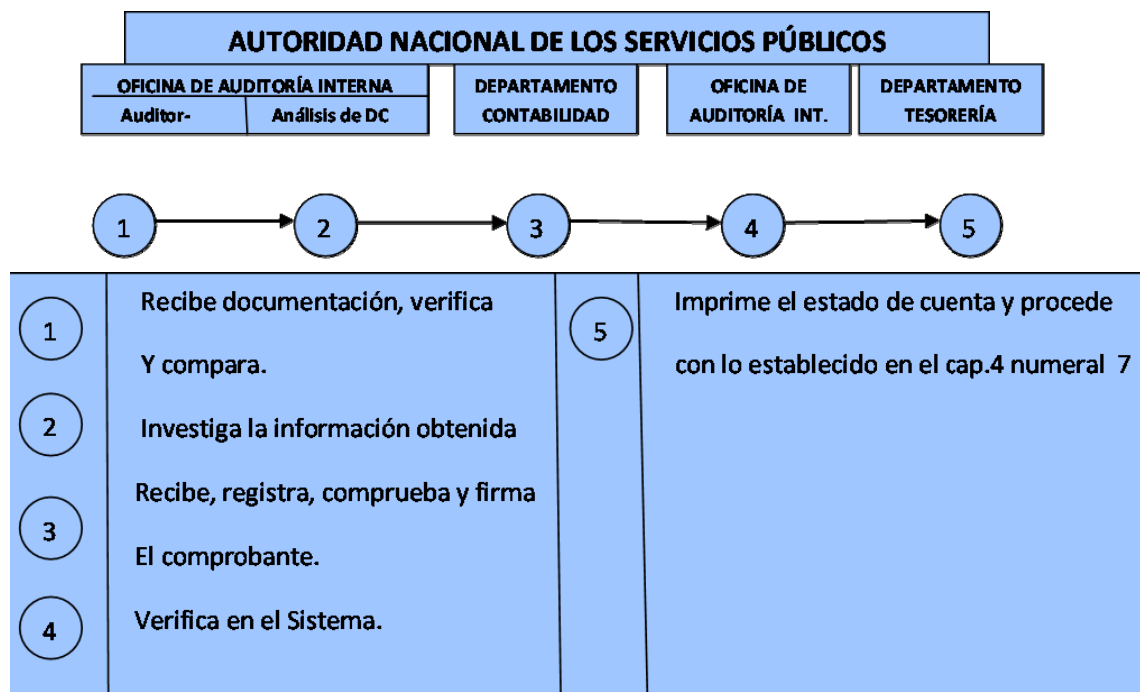 AUTORIDAD NACIONAL DE LOS SERVICIOS PÚBLICOS
OFICINA DE AUDITORÍA INTERNA
Auditor-
Análisis de DC
DEPARTAMENTO
CONTABILIDAD
OFICINA DE
AUDITORÍA INT.
DEPARTAMENTO
TESORERÍA
1
2
3
4
5
1
Recibe documentación, verifica
Y compara.
2
Investiga la información obtenida
3
Recibe, registra, comprueba y firma
El comprobante.
4
Verifica en el Sistema.
5
Imprime el estado de cuenta y procede
con lo establecido en el cap.4 numeral 7